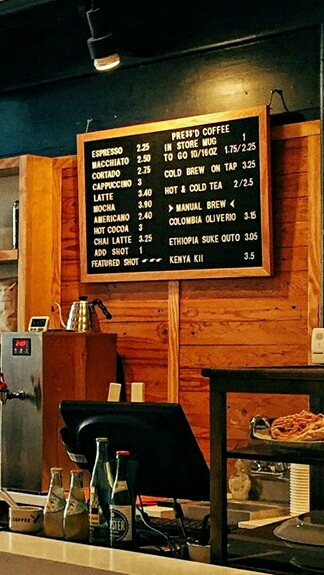 ESPRESSO 2.25
MACCHIATO 2.50
CORTADO 2.75
CAPPUCCINO 3
LATTE 3.40
MOCHA 3.90
AMERICANO 2.40
HOT COCOA 3
CHAI LATTE 3.25
ADD SHOT 1
FEATURED SHOT
PRESS'D COFFEE
IN STORE MUG 1
TO GO 10/16OZ 1.75/2.25
COLD BREW ON TAP 3.25
HOT & COLD TEA 2/2.5
>MANUAL BREW<
COLOMBIA OLIVERIO 3.15
ETHIOPIA SUKE QUTO 3.05
KENYA KII 3.5
COFFEE